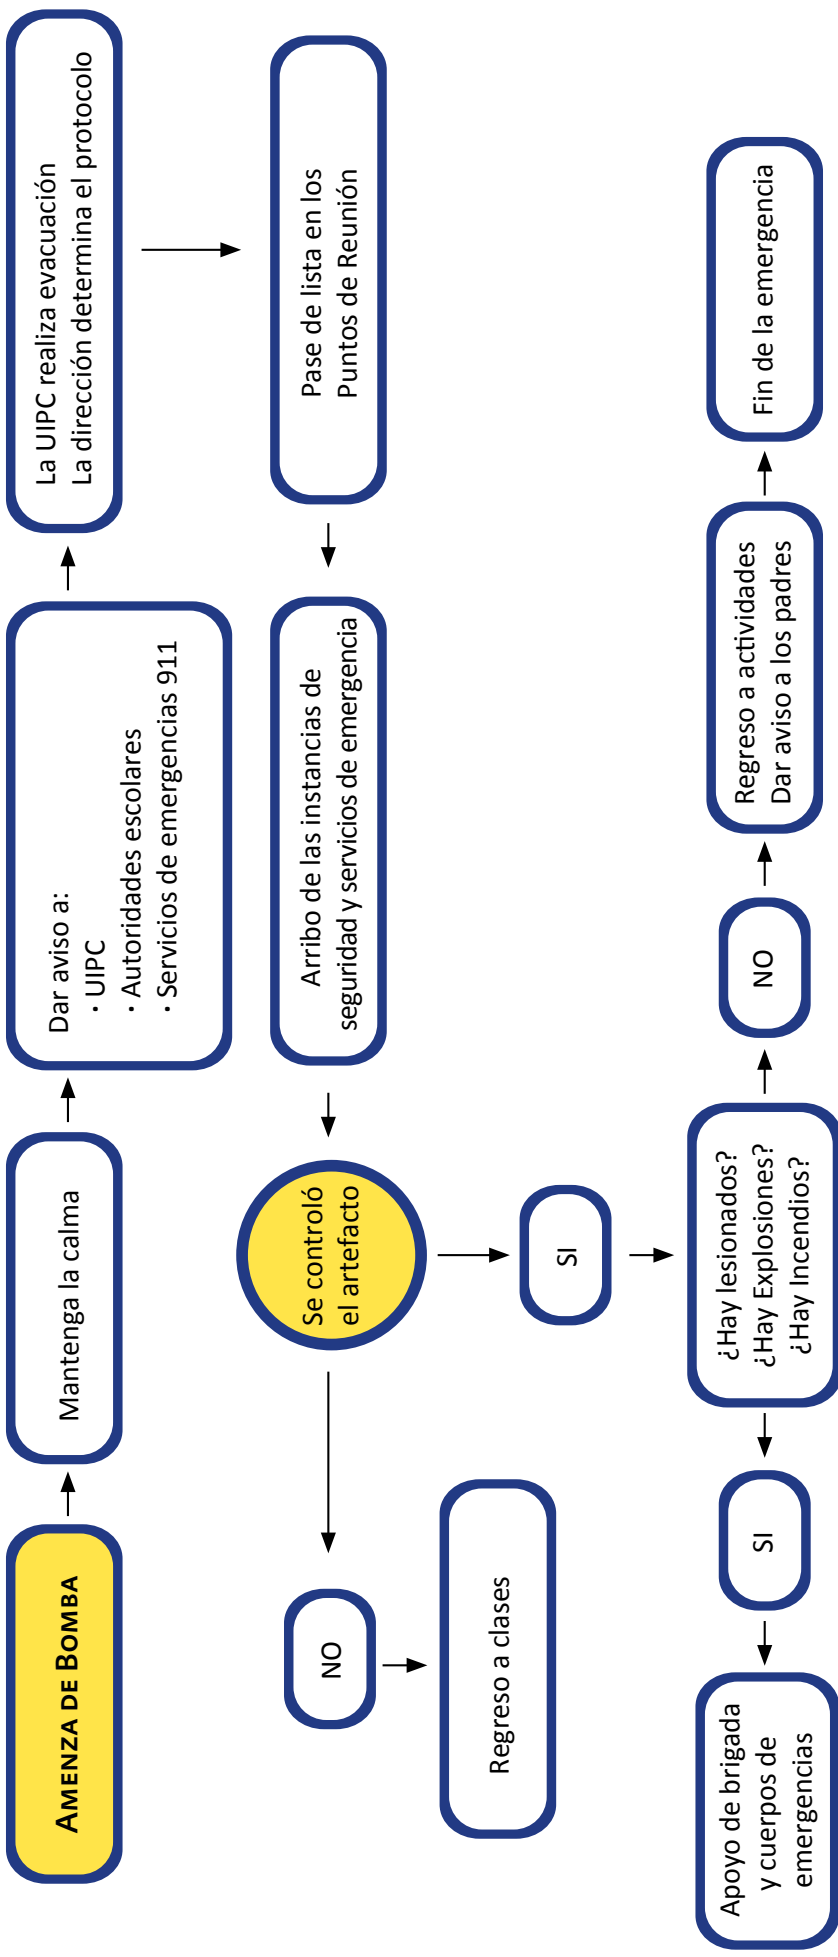 AMENZA DE BOMBA
Mantenga la calma
Dar aviso a:
· UIPC
· Autoridades escolares
· Servicios de emergencias 911
La UIPC realiza evacuación
La dirección determina el protocolo
Pase de lista en los
Puntos de Reunión
Arribo de las instancias de
seguridad y servicios de emergencia
Se controló
el artefacto
NO
Regreso a clases
SI
¿Hay lesionados?
¿Hay Explosiones?
¿Hay Incendios?
SI
Apoyo de brigada
y cuerpos de
emergencias
NO
Regreso a actividades
Dar aviso a los padres
Fin de la emergencia